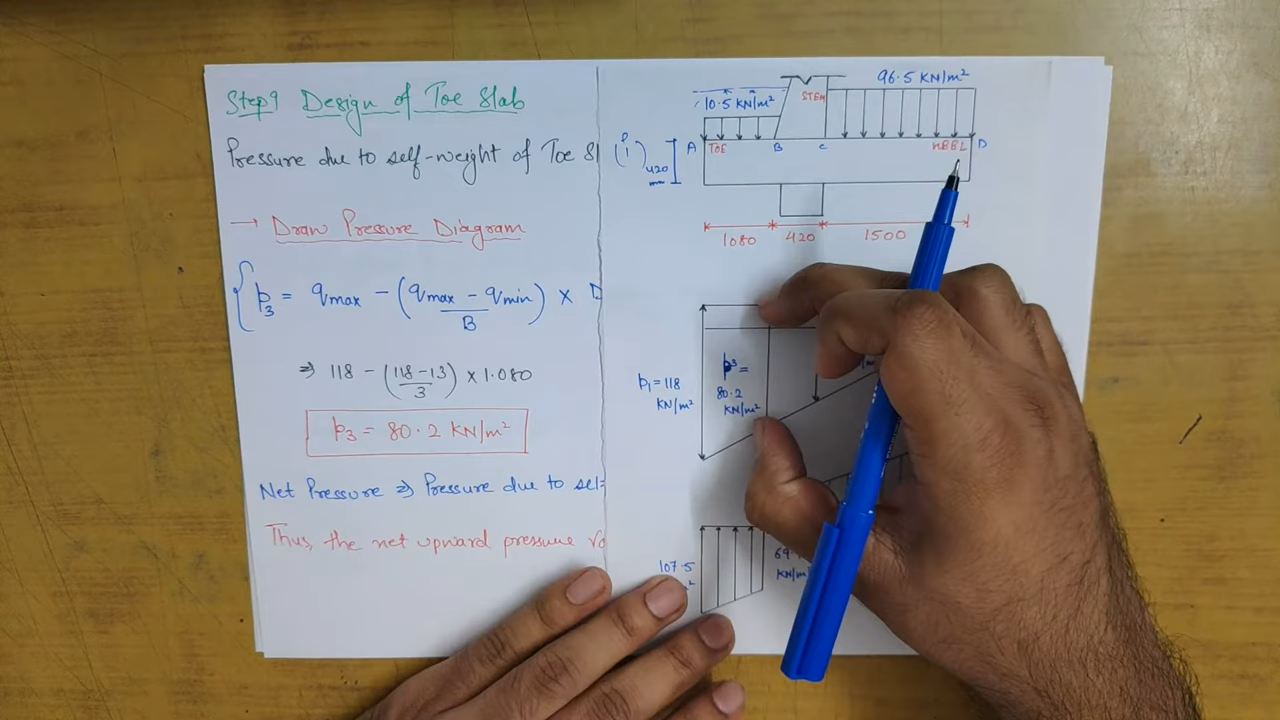 Step 9 Design of Toe Slab
Pressure due to self-weight of Toe S
→ Draw Pressure Diagram
p3 = qmax - (qmax - qmin / B) ×
⇒ 118 - (118-13 / 3) × 1.080
p3 = 80.2 KN/m²
Net Pressure ⇒ Pressure due to sel
Thus, the net upward pressure
96.5 KN/m²
10.5 KN/m²
STEM
(1)
420
mm
A
TOE
B
C
HEEL
D
1080
420
1500
p1=118
KN/m²
p3 =
80.2
KN/m²
107.5